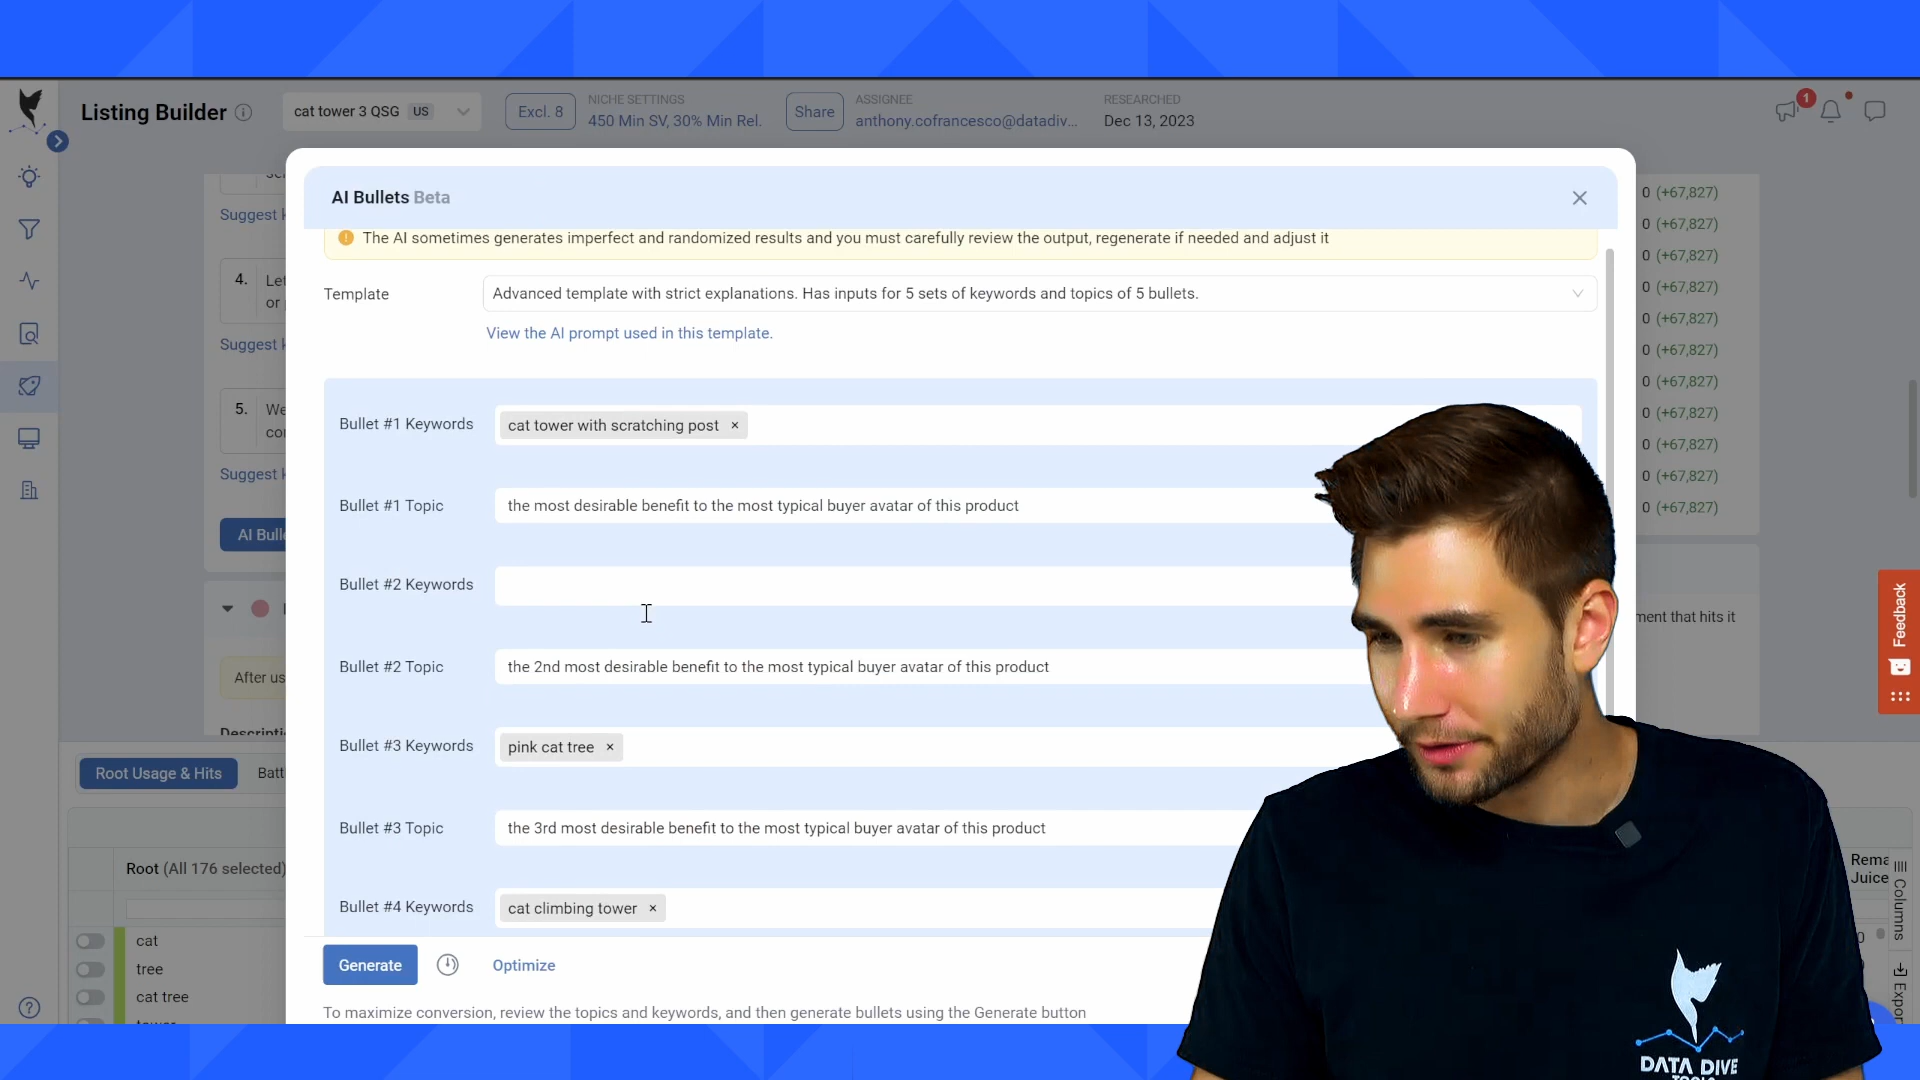 Listing Builder
cat tower 3 QSG US
Excl. 8
NICHE SETTINGS
450 Min SV, 30% Min Rel.
Share
ASSIGNEE
anthony.cofrancesco@datadiv...
RESEARCHED
Dec 13, 2023
1
AI Bullets Beta
The AI sometimes generates imperfect and randomized results and you must carefully review the output, regenerate if needed and adjust it
Template
Advanced template with strict explanations. Has inputs for 5 sets of keywords and topics of 5 bullets.
View the AI prompt used in this template.
Bullet #1 Keywords
cat tower with scratching post ×
Bullet #1 Topic
the most desirable benefit to the most typical buyer avatar of this product
Bullet #2 Keywords
Bullet #2 Topic
the 2nd most desirable benefit to the most typical buyer avatar of this product
Bullet #3 Keywords
pink cat tree ×
Bullet #3 Topic
the 3rd most desirable benefit to the most typical buyer avatar of this product
Bullet #4 Keywords
cat climbing tower ×
Generate
Optimize
To maximize conversion, review the topics and keywords, and then generate bullets using the Generate button
Suggest
4. Let
or
Suggest
5. We
Suggest
AI Bull
After us
Root Usage & Hits
Batt
Root (All 176 selected)
cat
tree
cat tree
0 (+67,827)
0 (+67,827)
0 (+67,827)
0 (+67,827)
0 (+67,827)
0 (+67,827)
0 (+67,827)
0 (+67,827)
0 (+67,827)
0 (+67,827)
0 (+67,827)
ment that hits it
Feedback
Rema
Juice
Columns
Expor
DATA DIVE